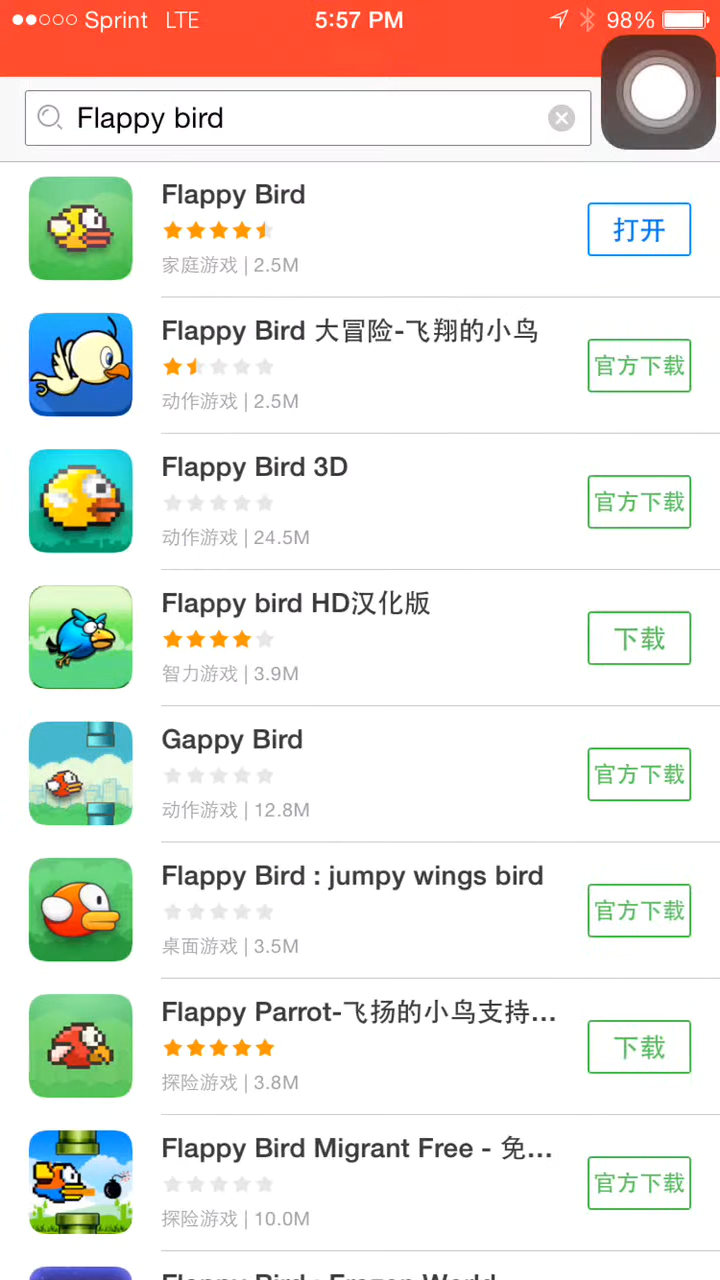 Sprint LTE 5:57 PM 98%
Flappy bird
Flappy Bird
打开
家庭游戏 | 2.5M
Flappy Bird 大冒险-飞翔的小鸟
官方下载
动作游戏 | 2.5M
Flappy Bird 3D
官方下载
动作游戏 | 24.5M
Flappy bird HD汉化版
下载
智力游戏 | 3.9M
Gappy Bird
官方下载
动作游戏 | 12.8M
Flappy Bird : jumpy wings bird
官方下载
桌面游戏 | 3.5M
Flappy Parrot-飞扬的小鸟支持...
下载
探险游戏 | 3.8M
Flappy Bird Migrant Free - 免...
官方下载
探险游戏 | 10.0M
Flappy Bird : Frozen World